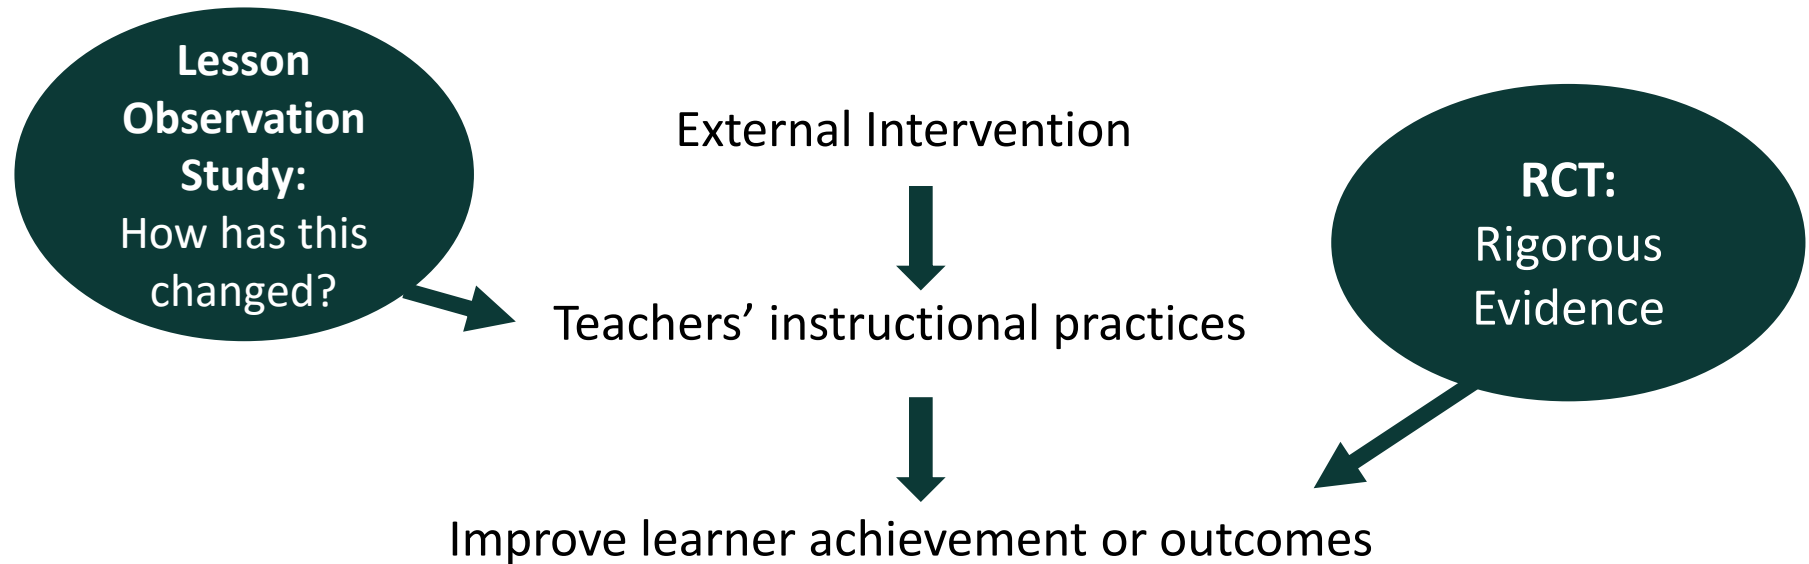 Lesson
Observation
Study:
How has this
changed?
External Intervention
Teachers’ instructional practices
Improve learner achievement or outcomes
RCT:
Rigorous
Evidence